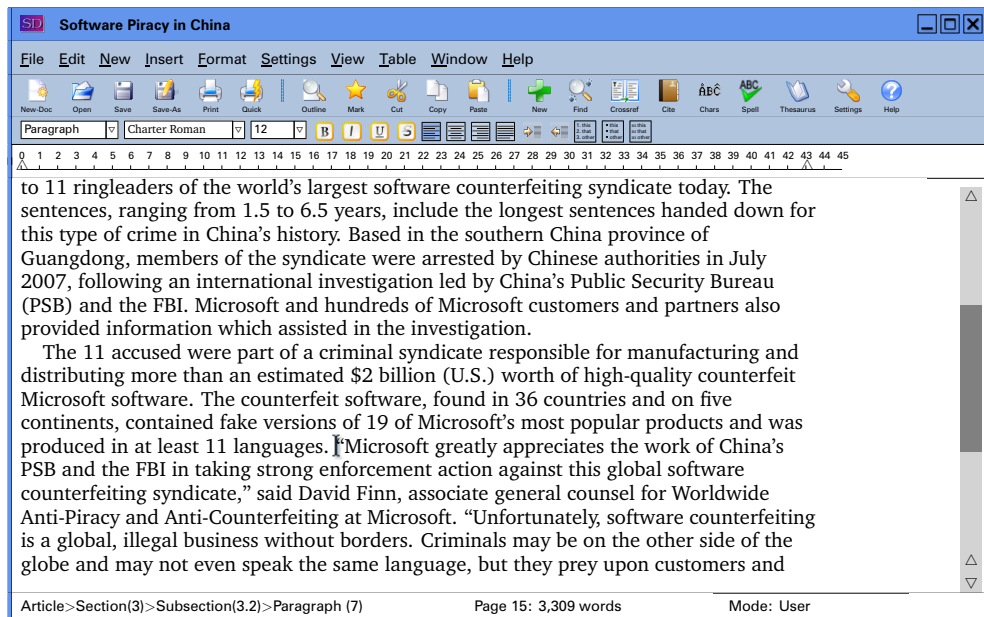 SD Software Piracy in China
File Edit New Insert Format Settings View Table Window Help
New-Doc Open Save Save-As Print Quick Outline Mark Cut Copy Paste New Find Crossref Cite Chars Spell Thesaurus Settings Help
ÂBĈ ABC
Paragraph Charter Roman 12 B I U S 1. this 2. that 3. other • this • that • other
0 1 2 3 4 5 6 7 8 9 10 11 12 13 14 15 16 17 18 19 20 21 22 23 24 25 26 27 28 29 30 31 32 33 34 35 36 37 38 39 40 41 42 43 44 45
to 11 ringleaders of the world’s largest software counterfeiting syndicate today. The
sentences, ranging from 1.5 to 6.5 years, include the longest sentences handed down for
this type of crime in China’s history. Based in the southern China province of
Guangdong, members of the syndicate were arrested by Chinese authorities in July
2007, following an international investigation led by China’s Public Security Bureau
(PSB) and the FBI. Microsoft and hundreds of Microsoft customers and partners also
provided information which assisted in the investigation.
The 11 accused were part of a criminal syndicate responsible for manufacturing and
distributing more than an estimated $2 billion (U.S.) worth of high-quality counterfeit
Microsoft software. The counterfeit software, found in 36 countries and on five
continents, contained fake versions of 19 of Microsoft’s most popular products and was
produced in at least 11 languages. “Microsoft greatly appreciates the work of China’s
PSB and the FBI in taking strong enforcement action against this global software
counterfeiting syndicate,” said David Finn, associate general counsel for Worldwide
Anti-Piracy and Anti-Counterfeiting at Microsoft. “Unfortunately, software counterfeiting
is a global, illegal business without borders. Criminals may be on the other side of the
globe and may not even speak the same language, but they prey upon customers and
Article>Section(3)>Subsection(3.2)>Paragraph (7) Page 15: 3,309 words Mode: User